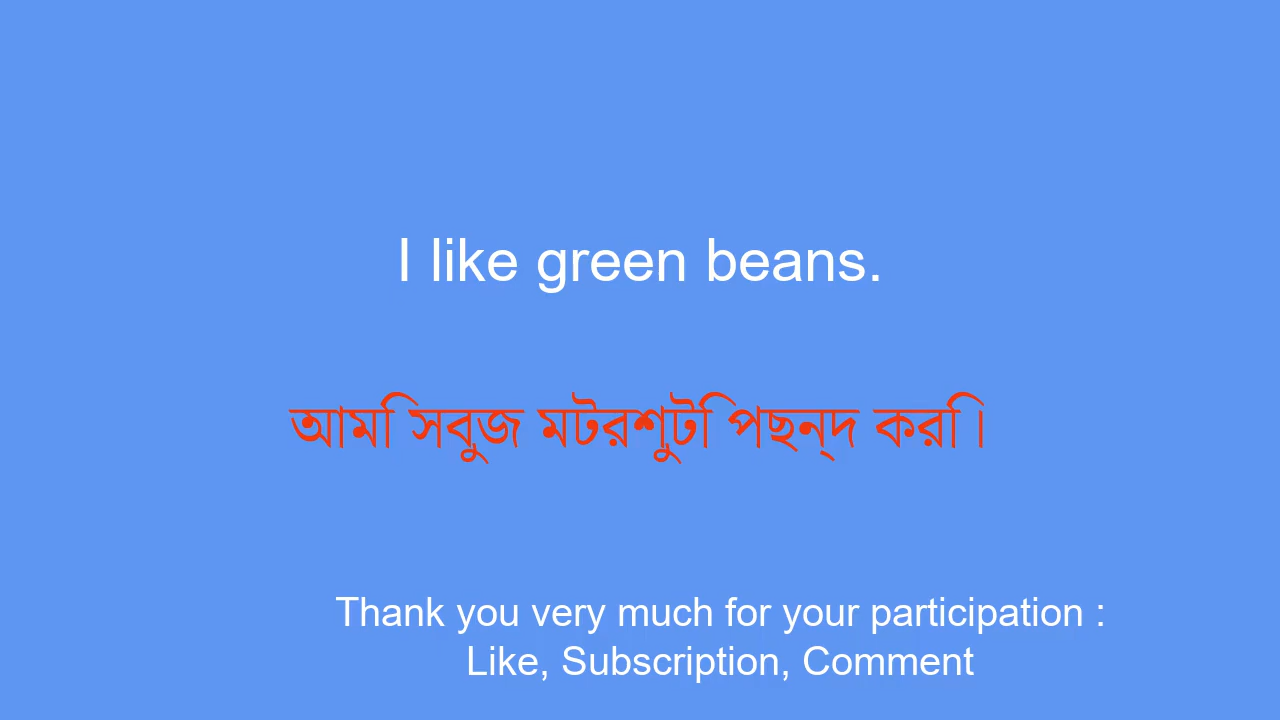 I like green beans.
আমি সবুজ মটরশুটি পছন্দ করি।
Thank you very much for your participation :
Like, Subscription, Comment